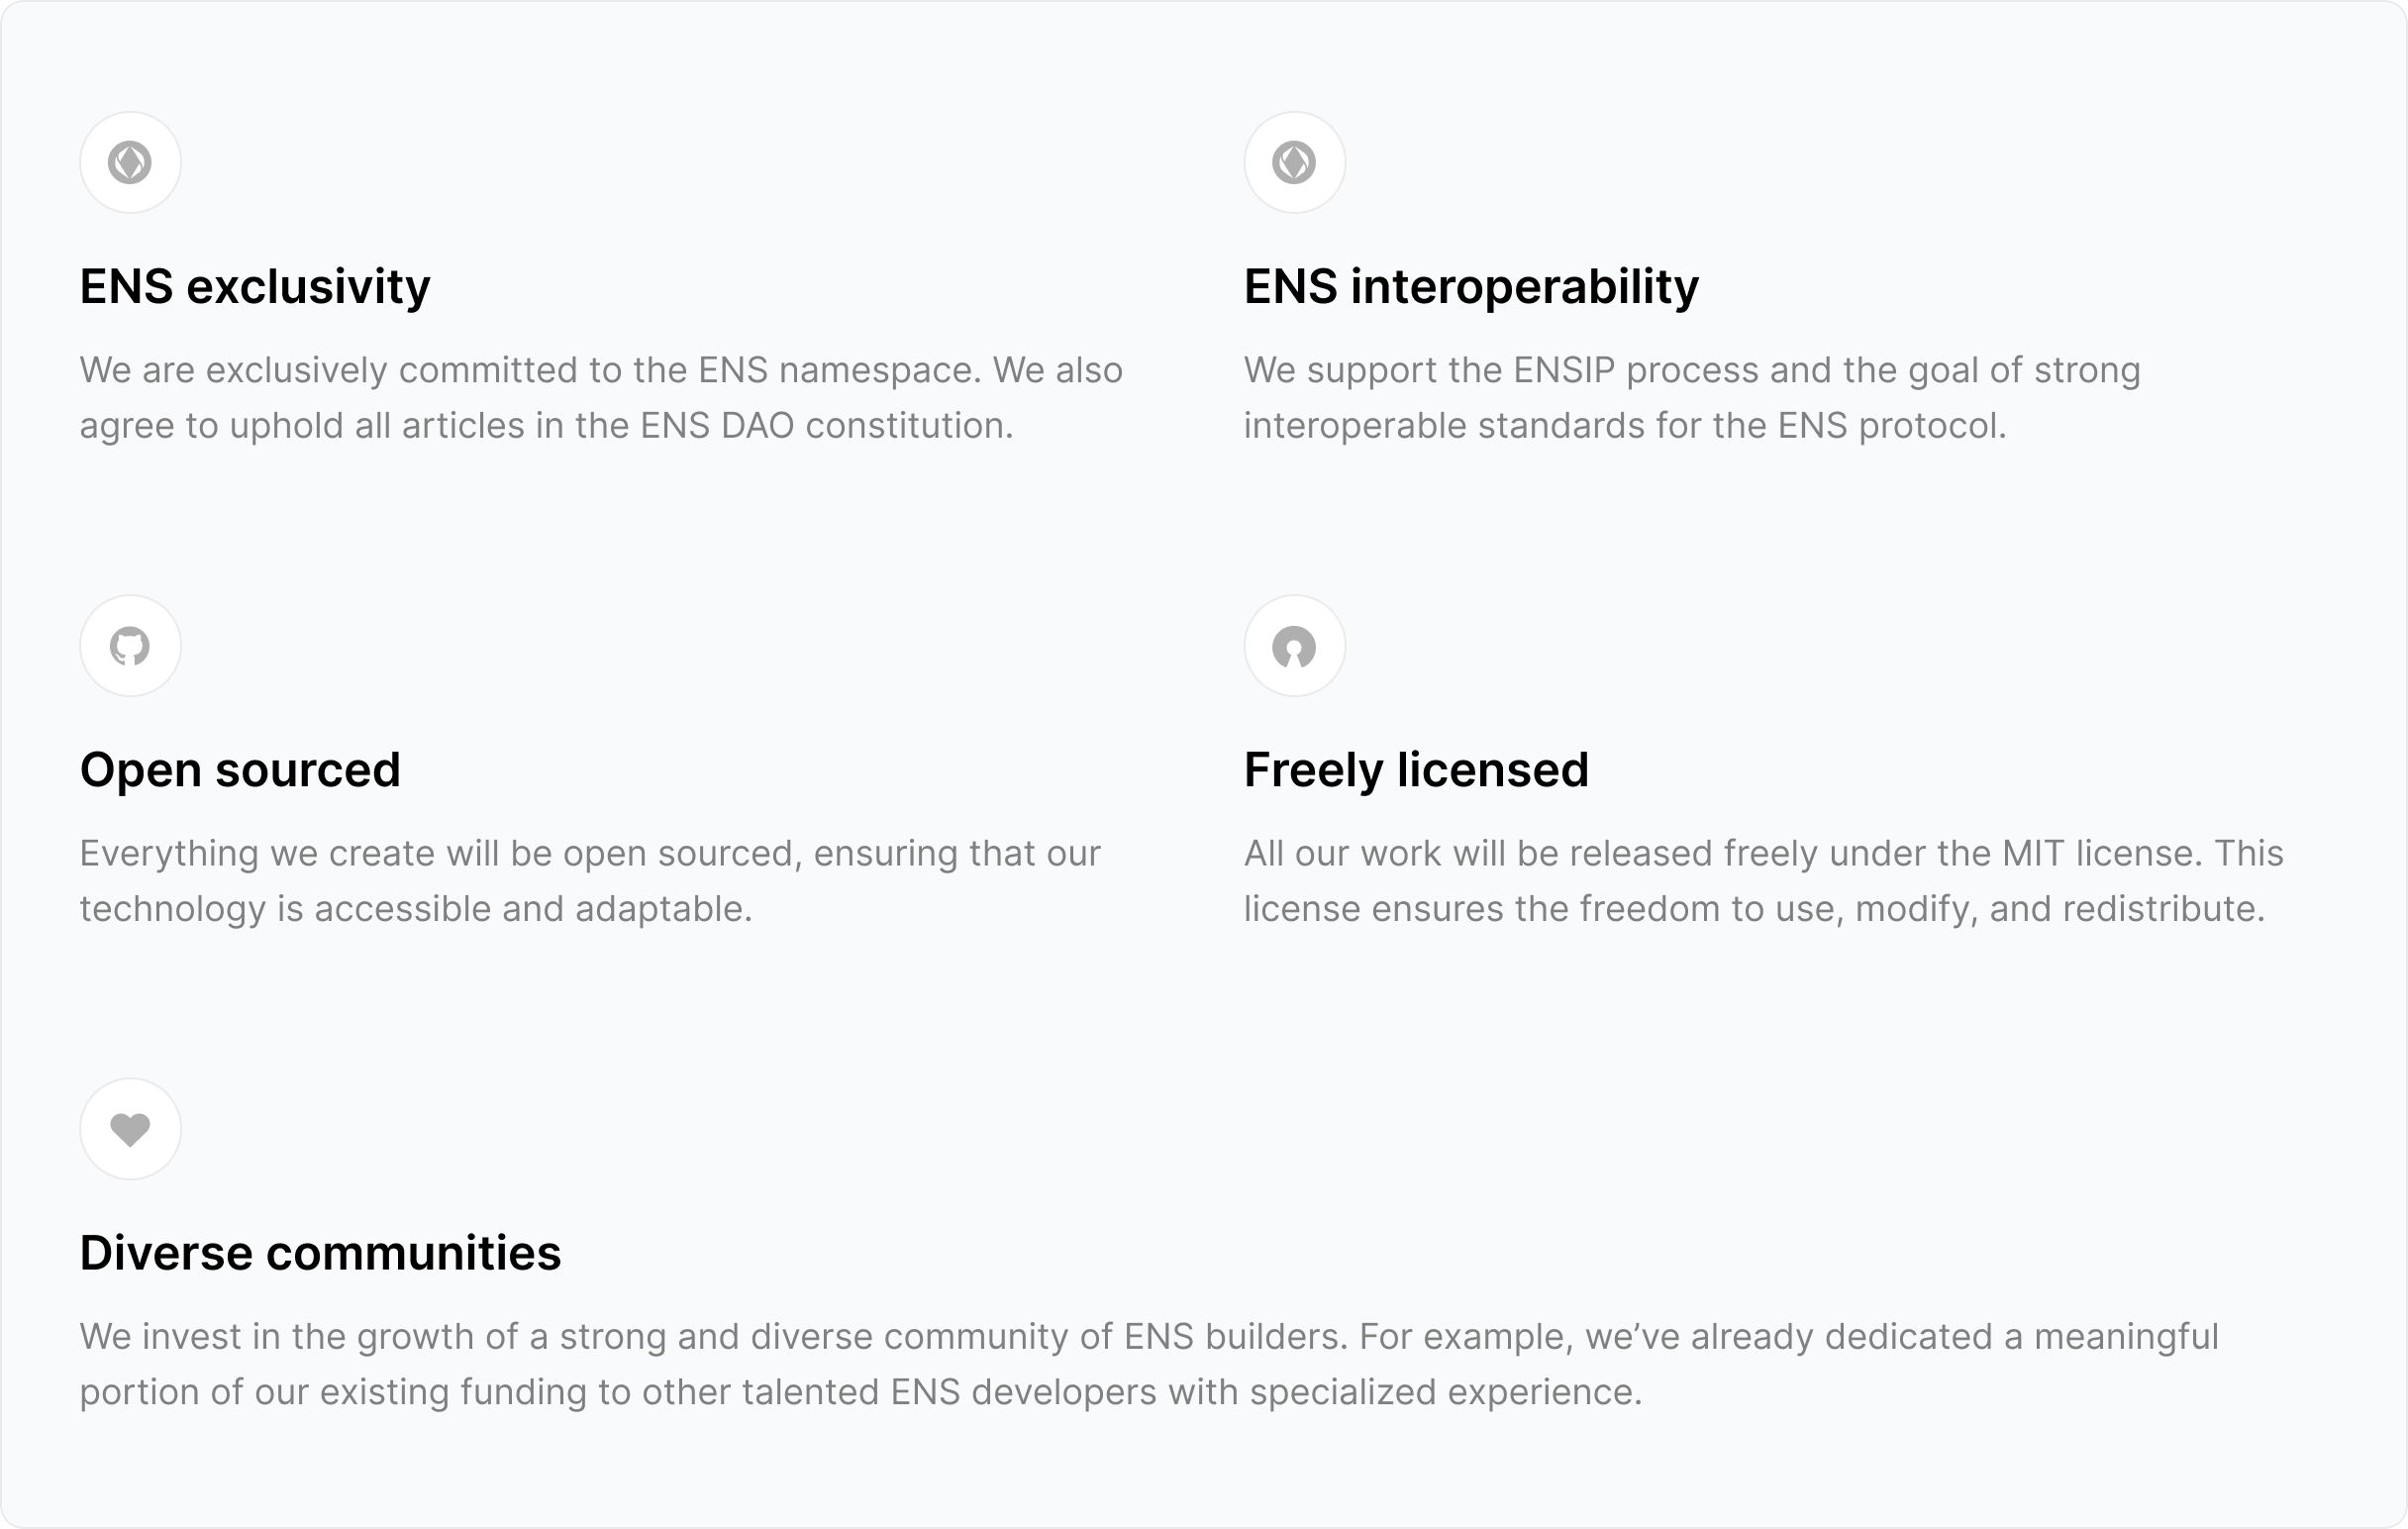 ENS exclusivity
We are exclusively committed to the ENS namespace. We also
agree to uphold all articles in the ENS DAO constitution.
ENS interoperability
We support the ENSIP process and the goal of strong
interoperable standards for the ENS protocol.
Open sourced
Everything we create will be open sourced, ensuring that our
technology is accessible and adaptable.
Freely licensed
All our work will be released freely under the MIT license. This
license ensures the freedom to use, modify, and redistribute.
Diverse communities
We invest in the growth of a strong and diverse community of ENS builders. For example, we’ve already dedicated a meaningful
portion of our existing funding to other talented ENS developers with specialized experience.